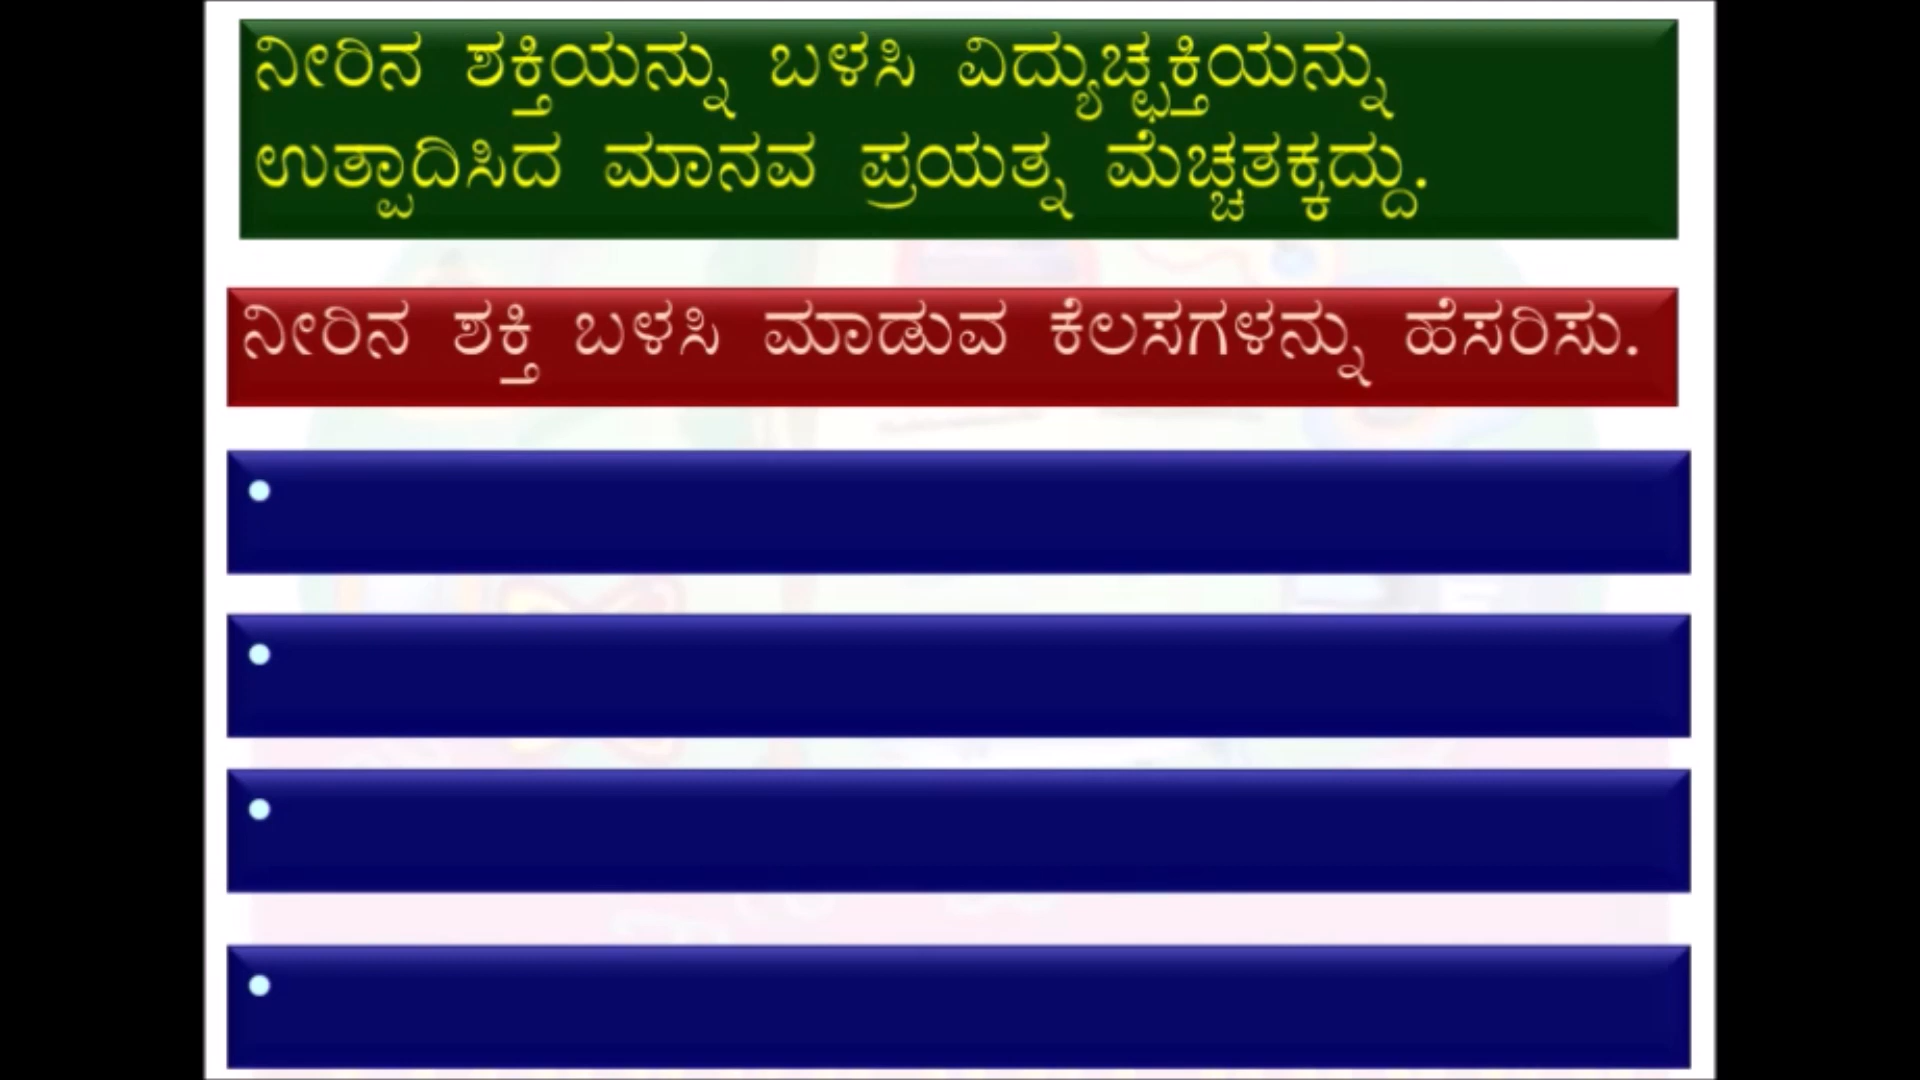 ನೀರಿನ ಶಕ್ತಿಯನ್ನು ಬಳಸಿ ವಿದ್ಯುಚ್ಛಕ್ತಿಯನ್ನು
ಉತ್ಪಾದಿಸಿದ ಮಾನವ ಪ್ರಯತ್ನ ಮೆಚ್ಚತಕ್ಕದ್ದು.
ನೀರಿನ ಶಕ್ತಿ ಬಳಸಿ ಮಾಡುವ ಕೆಲಸಗಳನ್ನು ಹೆಸರಿಸು.